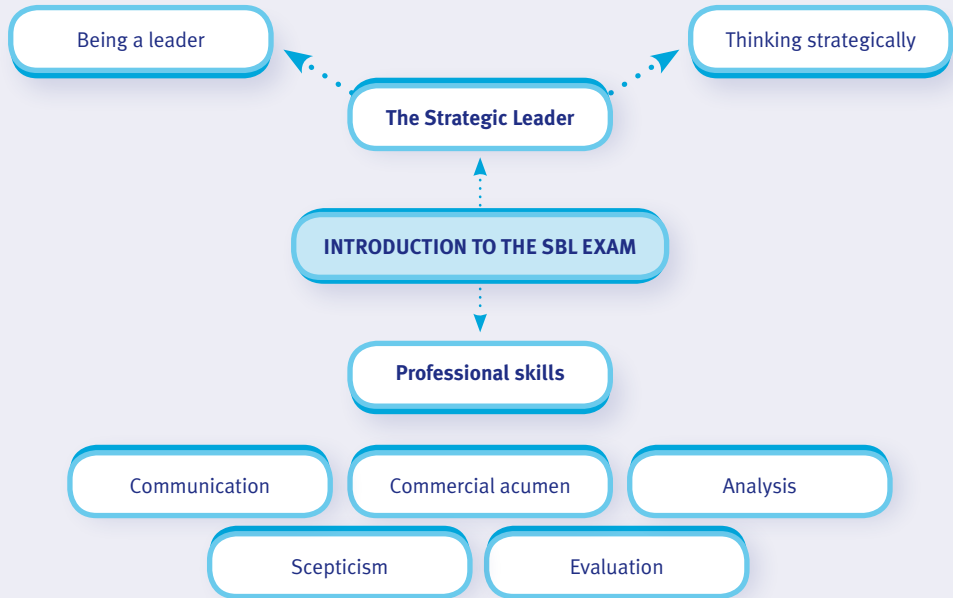 Being a leader
Thinking strategically
The Strategic Leader
INTRODUCTION TO THE SBL EXAM
Professional skills
Communication
Commercial acumen
Analysis
Scepticism
Evaluation